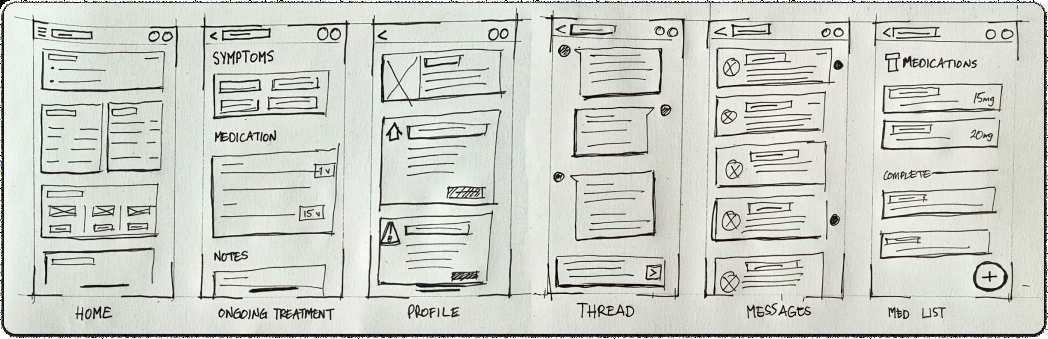 SYMPTOMS
MEDICATION
1 v
15 v
NOTES
MEDICATIONS
15mg
20mg
COMPLETE
HOME
ONGOING TREATMENT
PROFILE
THREAD
MESSAGES
MED LIST